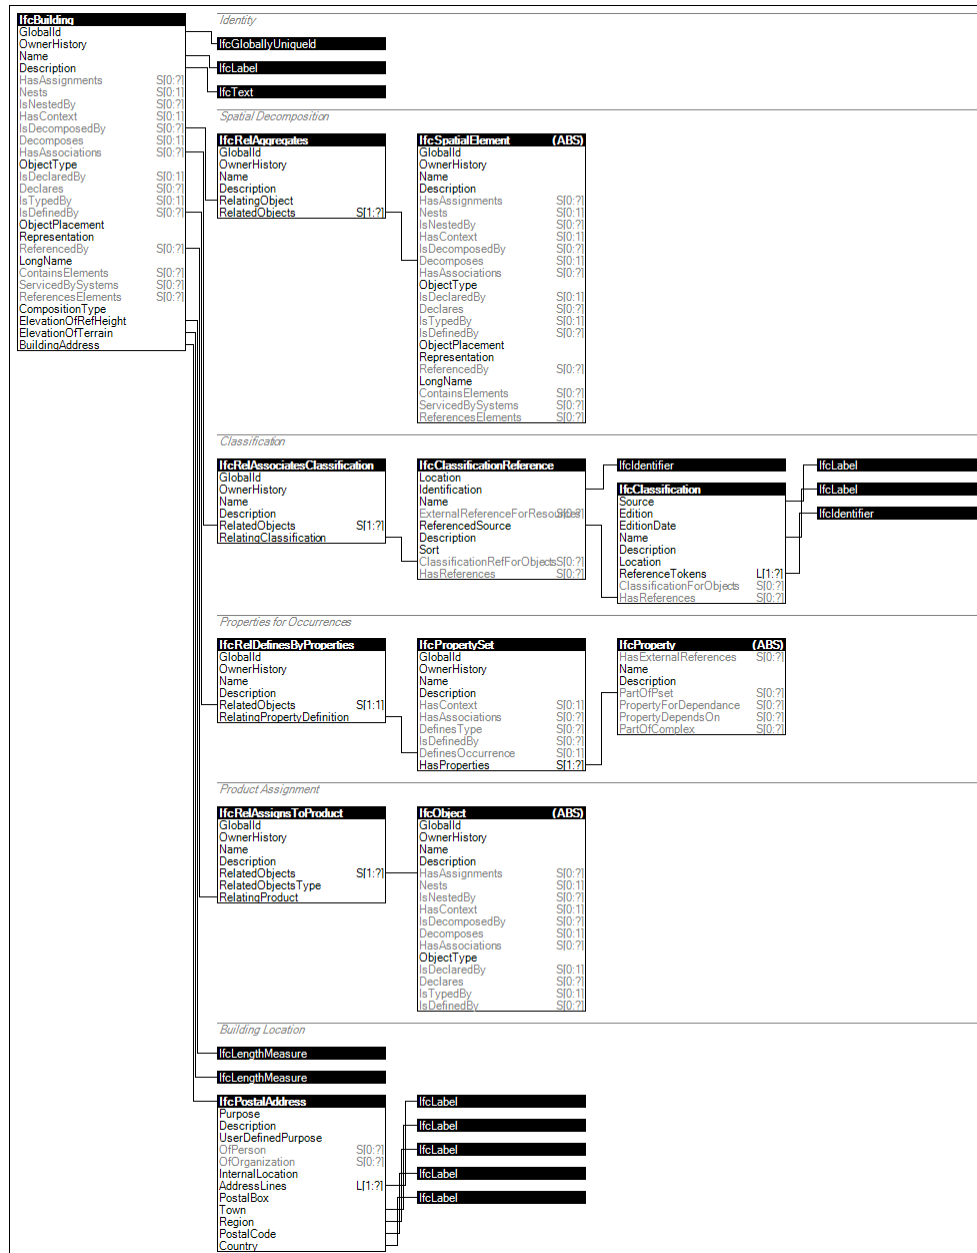 IfcBuilding
GlobalId
OwnerHistory
Name
Description
HasAssignments S[0:?]
Nests S[0:1]
IsNestedBy S[0:?]
HasContext S[0:1]
IsDecomposedBy S[0:?]
Decomposes S[0:1]
HasAssociations S[0:?]
ObjectType
IsDeclaredBy S[0:1]
Declares S[0:?]
IsTypedBy S[0:1]
IsDefinedBy S[0:?]
ObjectPlacement
Representation
ReferencedBy S[0:?]
LongName
ContainsElements S[0:?]
ServicedBySystems S[0:?]
ReferencesElements S[0:?]
CompositionType
ElevationOfRefHeight
ElevationOfTerrain
BuildingAddress
Identity
IfcGloballyUniqueId
IfcLabel
IfcText
Spatial Decomposition
IfcRelAggregates
GlobalId
OwnerHistory
Name
Description
RelatingObject
RelatedObjects S[1:?]
IfcSpatialElement (ABS)
GlobalId
OwnerHistory
Name
Description
HasAssignments S[0:?]
Nests S[0:1]
IsNestedBy S[0:?]
HasContext S[0:1]
IsDecomposedBy S[0:?]
Decomposes S[0:1]
HasAssociations S[0:?]
ObjectType
IsDeclaredBy S[0:1]
Declares S[0:?]
IsTypedBy S[0:1]
IsDefinedBy S[0:?]
ObjectPlacement
Representation
ReferencedBy S[0:?]
LongName
ContainsElements S[0:?]
ServicedBySystems S[0:?]
ReferencesElements S[0:?]
Classification
IfcRelAssociatesClassification
GlobalId
OwnerHistory
Name
Description
RelatedObjects S[1:?]
RelatingClassification
IfcClassificationReference
Location
Identification
Name
ExternalReferenceForResources S[0:?]
ReferencedSource
Description
Sort
ClassificationRefForObjects S[0:?]
HasReferences S[0:?]
IfcIdentifier
IfcClassification
Source
Edition
EditionDate
Name
Description
Location
ReferenceTokens L[1:?]
ClassificationForObjects S[0:?]
HasReferences S[0:?]
IfcLabel
IfcLabel
IfcIdentifier
Properties for Occurrences
IfcRelDefinesByProperties
GlobalId
OwnerHistory
Name
Description
RelatedObjects S[1:1]
RelatingPropertyDefinition
IfcPropertySet
GlobalId
OwnerHistory
Name
Description
HasContext S[0:1]
HasAssociations S[0:?]
DefinesType S[0:?]
IsDefinedBy S[0:?]
DefinesOccurrence S[0:1]
HasProperties S[1:?]
IfcProperty (ABS)
HasExternalReferences S[0:?]
Name
Description
PartOfPset S[0:?]
PropertyForDependance S[0:?]
PropertyDependsOn S[0:?]
PartOfComplex S[0:?]
Product Assignment
IfcRelAssignsToProduct
GlobalId
OwnerHistory
Name
Description
RelatedObjects S[1:?]
RelatedObjectsType
RelatingProduct
IfcObject (ABS)
GlobalId
OwnerHistory
Name
Description
HasAssignments S[0:?]
Nests S[0:1]
IsNestedBy S[0:?]
HasContext S[0:1]
IsDecomposedBy S[0:?]
Decomposes S[0:1]
HasAssociations S[0:?]
ObjectType
IsDeclaredBy S[0:1]
Declares S[0:?]
IsTypedBy S[0:1]
IsDefinedBy S[0:?]
Building Location
IfcLengthMeasure
IfcLengthMeasure
IfcPostalAddress
Purpose
Description
UserDefinedPurpose
OfPerson S[0:?]
OfOrganization S[0:?]
InternalLocation
AddressLines L[1:?]
PostalBox
Town
Region
PostalCode
Country
IfcLabel
IfcLabel
IfcLabel
IfcLabel
IfcLabel